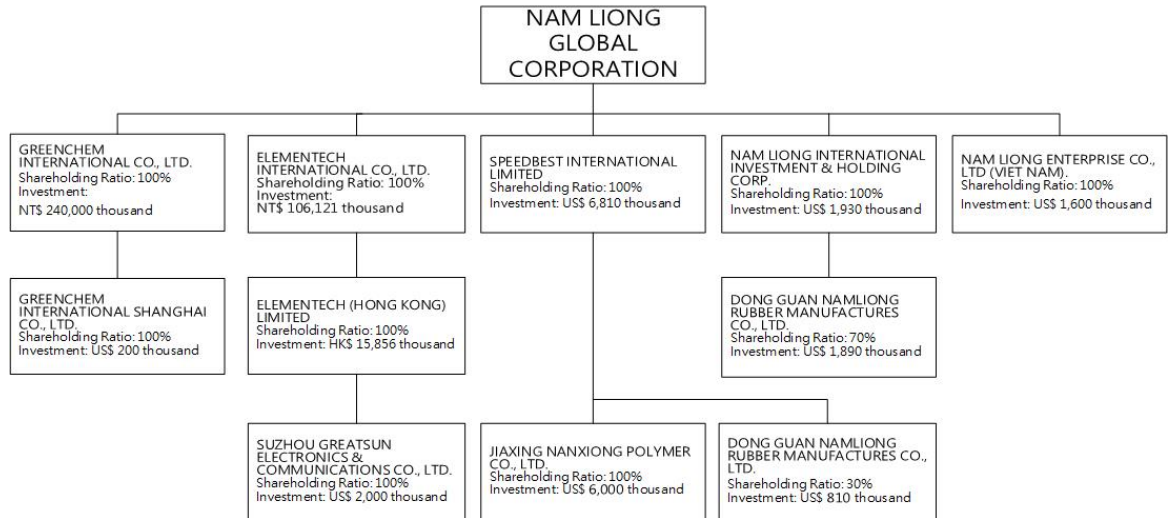 NAM LIONG
GLOBAL
CORPORATION
GREENCHEM
INTERNATIONAL CO., LTD.
Shareholding Ratio: 100%
Investment:
NT$ 240,000 thousand
ELEMENTECH
INTERNATIONAL CO., LTD.
Shareholding Ratio: 100%
Investment:
NT$ 106,121 thousand
SPEEDBEST INTERNATIONAL
LIMITED
Shareholding Ratio: 100%
Investment: US$ 6,810 thousand
NAM LIONG INTERNATIONAL
INVESTMENT & HOLDING
CORP.
Shareholding Ratio: 100%
Investment: US$ 1,930 thousand
NAM LIONG ENTERPRISE CO.,
LTD (VIET NAM).
Shareholding Ratio: 100%
Investment: US$ 1,600 thousand
GREENCHEM
INTERNATIONAL SHANGHAI
CO., LTD.
Shareholding Ratio: 100%
Investment: US$ 200 thousand
ELEMENTECH (HONG KONG)
LIMITED
Shareholding Ratio: 100%
Investment: HK$ 15,856 thousand
DONG GUAN NAMLIONG
RUBBER MANUFACTURES
CO., LTD.
Shareholding Ratio: 70%
Investment: US$ 1,890 thousand
SUZHOU GREATSUN
ELECTRONICS &
COMMUNICATIONS CO., LTD.
Shareholding Ratio: 100%
Investment: US$ 2,000 thousand
JIAXING NANXIONG POLYMER
CO., LTD.
Shareholding Ratio: 100%
Investment: US$ 6,000 thousand
DONG GUAN NAMLIONG
RUBBER MANUFACTURES CO.,
LTD.
Shareholding Ratio: 30%
Investment: US$ 810 thousand